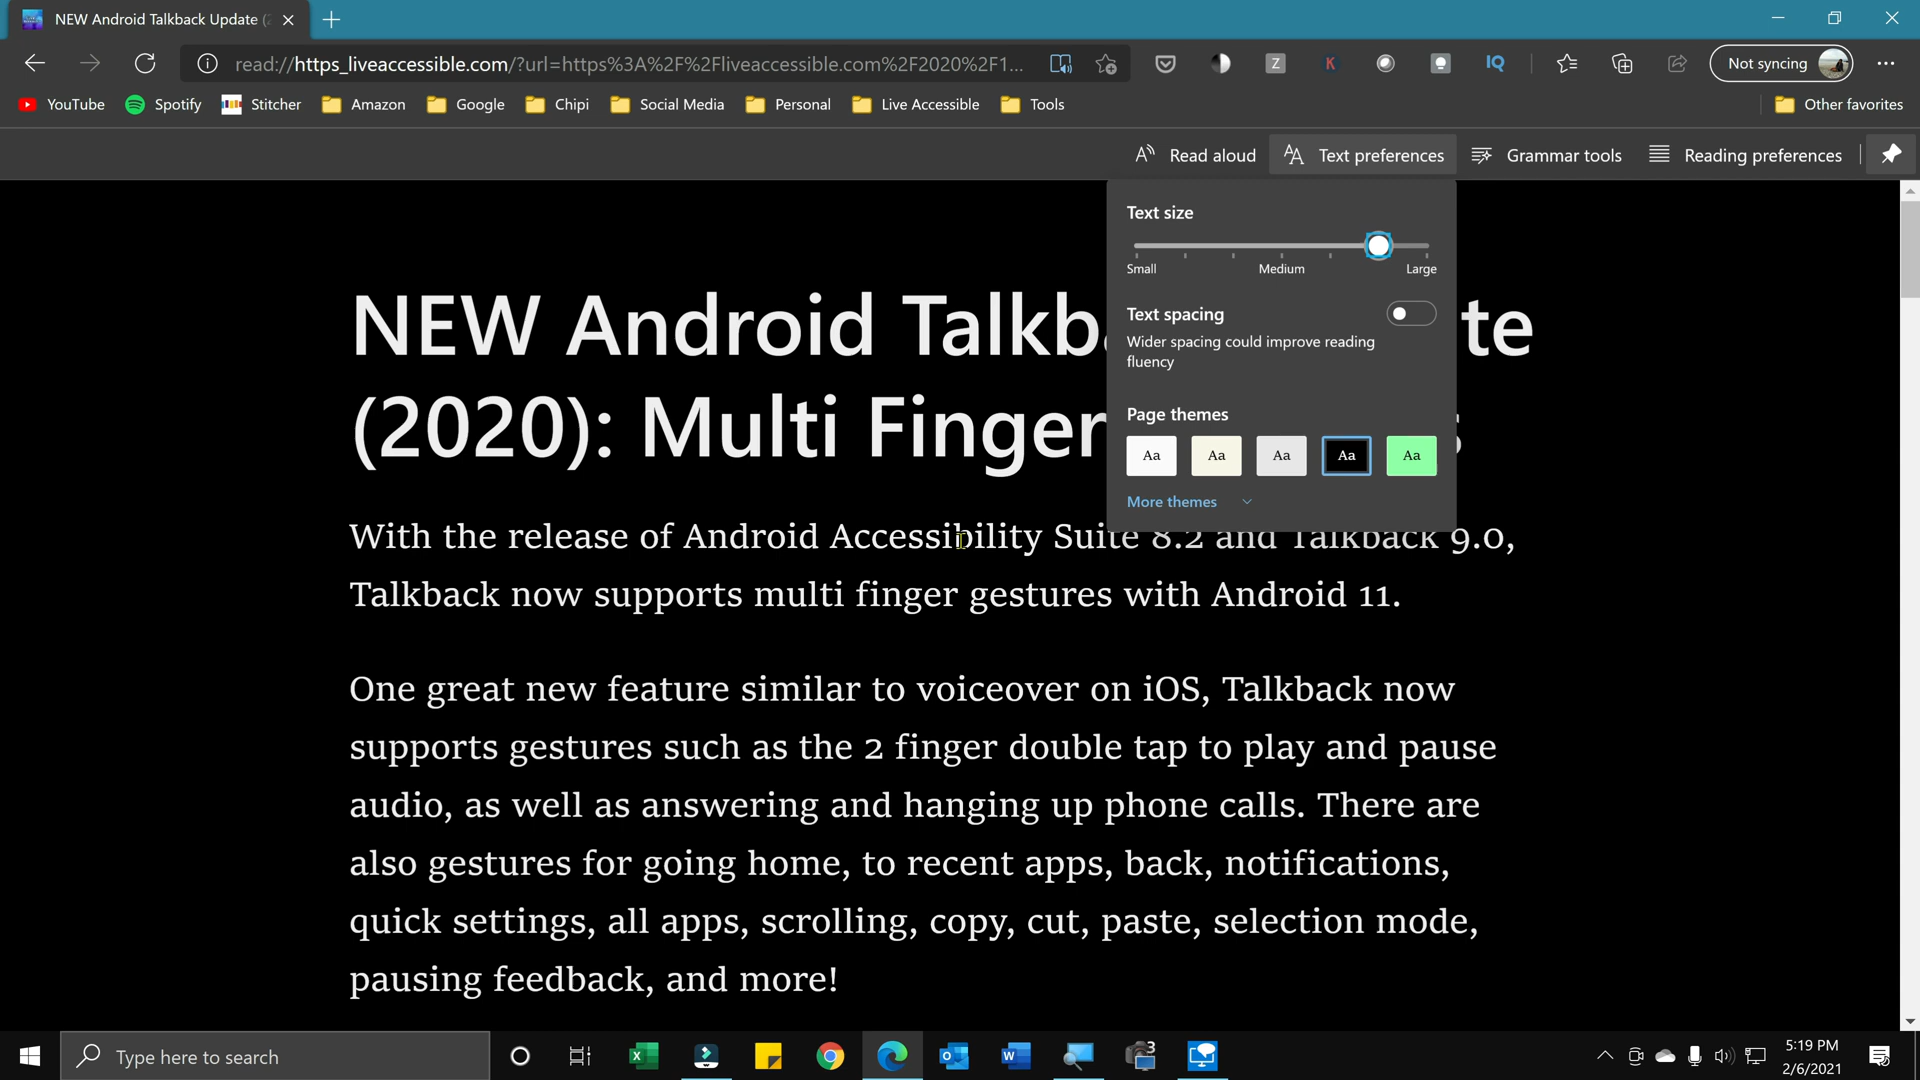 NEW Android Talkback Update (2
read://https_liveaccessible.com/?url=https%3A%2F%2Fliveaccessible.com%2F2020%2F1...
Z
K
IQ
Not syncing
YouTube
Spotify
Stitcher
Amazon
Google
Chipi
Social Media
Personal
Live Accessible
Tools
Other favorites
Read aloud
Text preferences
Grammar tools
Reading preferences
Text size
Small Medium Large
Text spacing
Wider spacing could improve reading
fluency
Page themes
Aa Aa Aa Aa Aa
More themes
NEW Android Talkb te
(2020): Multi Finger s
With the release of Android Accessibility Suite 8.2 and Talkback 9.0,
Talkback now supports multi finger gestures with Android 11.
One great new feature similar to voiceover on iOS, Talkback now
supports gestures such as the 2 finger double tap to play and pause
audio, as well as answering and hanging up phone calls. There are
also gestures for going home, to recent apps, back, notifications,
quick settings, all apps, scrolling, copy, cut, paste, selection mode,
pausing feedback, and more!
Type here to search
3
5:19 PM
2/6/2021